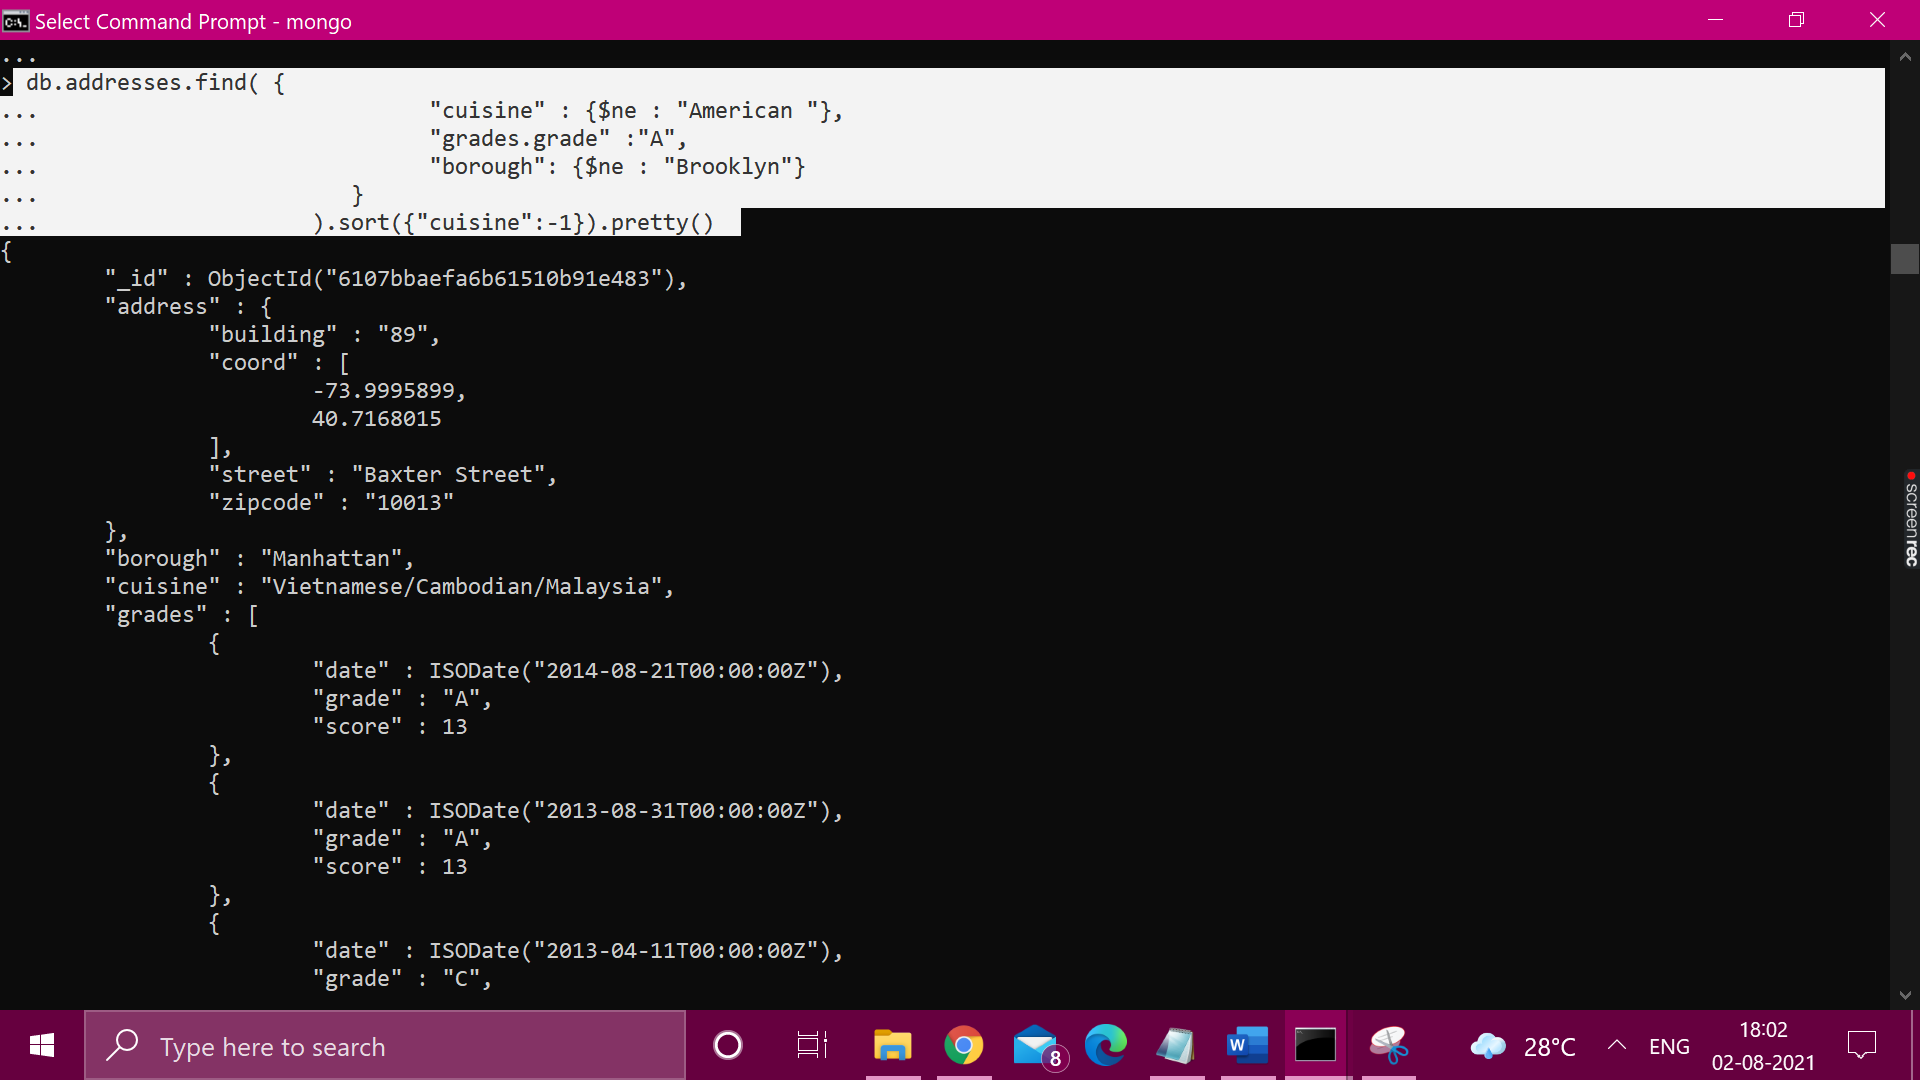 Select Command Prompt - mongo
...
> db.addresses.find( {
... "cuisine" : {$ne : "American "},
... "grades.grade" :"A",
... "borough": {$ne : "Brooklyn"}
... }
... ).sort({"cuisine":-1}).pretty()
{
"_id" : ObjectId("6107bbaefa6b61510b91e483"),
"address" : {
"building" : "89",
"coord" : [
-73.9995899,
40.7168015
],
"street" : "Baxter Street",
"zipcode" : "10013"
},
"borough" : "Manhattan",
"cuisine" : "Vietnamese/Cambodian/Malaysia",
"grades" : [
{
"date" : ISODate("2014-08-21T00:00:00Z"),
"grade" : "A",
"score" : 13
},
{
"date" : ISODate("2013-08-31T00:00:00Z"),
"grade" : "A",
"score" : 13
},
{
"date" : ISODate("2013-04-11T00:00:00Z"),
"grade" : "C",
screenrec
Type here to search
8
W
28°C
ENG
18:02
02-08-2021